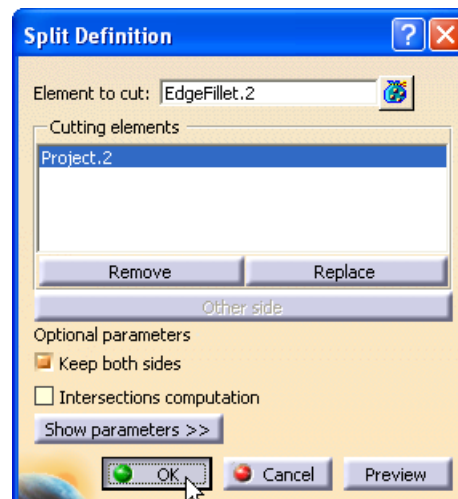 Split Definition
Element to cut: EdgeFillet.2
Cutting elements
Project.2
Remove Replace
Other side
Optional parameters
Keep both sides
Intersections computation
Show parameters >>
OK Cancel Preview